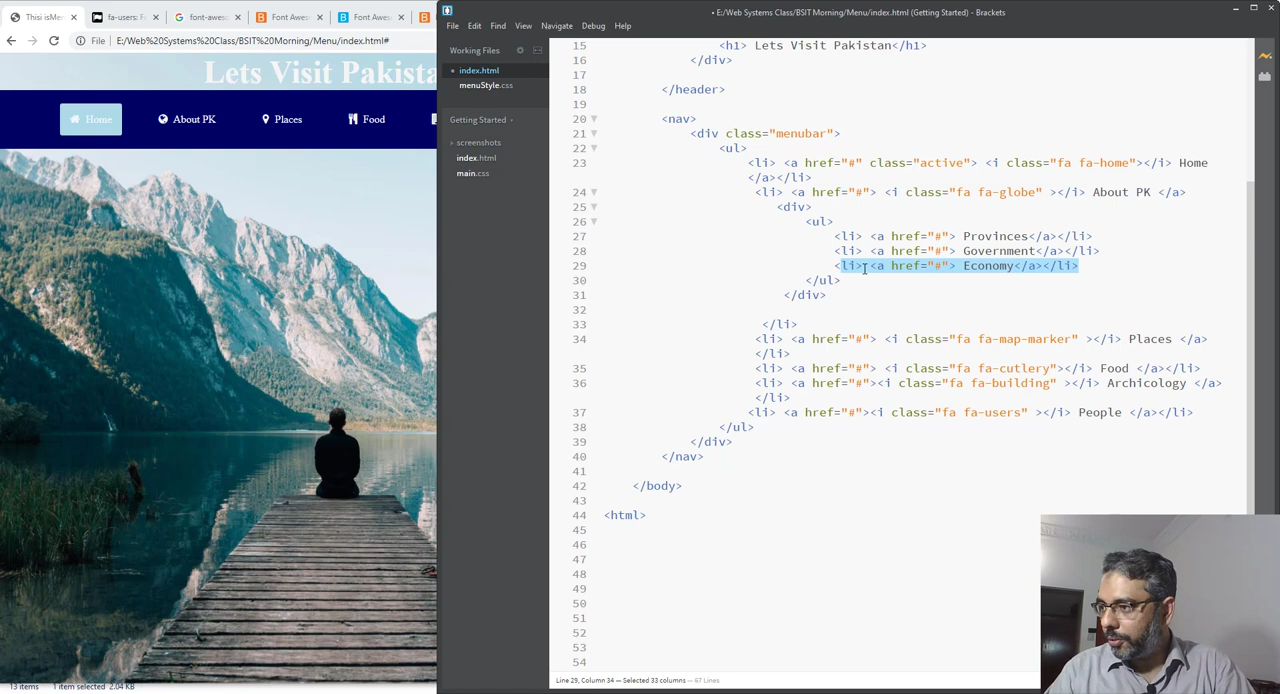 Thisi isMen
fa-users: Fo
font-aweso
Font Awes
Font Awes
File
E:/Web%20Systems%20Class/BSIT%20Morning/Menu/index.html#
Lets Visit Pakista
Home
About PK
Places
Food
13 items
1 item selected 2.04 KB
• E:/Web Systems Class/BSIT Morning/Menu/index.html (Getting Started) - Brackets
File Edit Find View Navigate Debug Help
Working Files
index.html
menuStyle.css
Getting Started
screenshots
index.html
main.css
15 <h1> Lets Visit Pakistan</h1>
16 </div>
17
18 </header>
19
20 <nav>
21 <div class="menubar">
22 <ul>
23 <li> <a href="#" class="active"> <i class="fa fa-home"></i> Home
</a></li>
24 <li> <a href="#"> <i class="fa fa-globe" ></i> About PK </a>
25 <div>
26 <ul>
27 <li> <a href="#"> Provinces</a></li>
28 <li> <a href="#"> Government</a></li>
29 <li> <a href="#"> Economy</a></li>
30 </ul>
31 </div>
32
33 </li>
34 <li> <a href="#"> <i class="fa fa-map-marker" ></i> Places </a>
</li>
35 <li> <a href="#"> <i class="fa fa-cutlery"></i> Food </a></li>
36 <li> <a href="#"><i class="fa fa-building" ></i> Archicology </a>
</li>
37 <li> <a href="#"><i class="fa fa-users" ></i> People </a></li>
38 </ul>
39 </div>
40 </nav>
41
42 </body>
43
44 <html>
45
46
47
48
49
50
51
52
53
54
Line 29, Column 34 — Selected 33 columns — 67 Lines